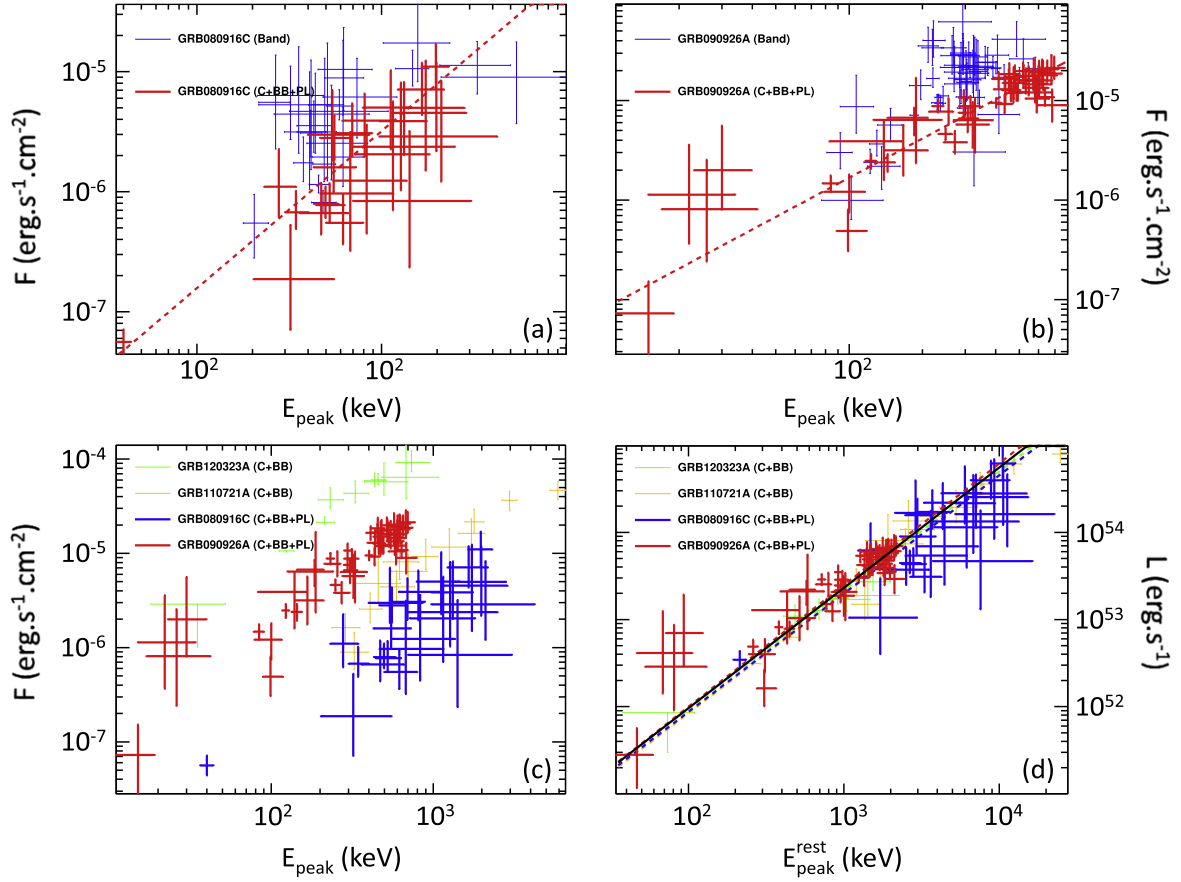 GRB080916C (Band)
GRB080916C (C+BB+PL)
F (erg.s-1.cm-2)
10-5
10-6
10-7
(a)
102
102
Epeak (keV)
GRB090926A (Band)
GRB090926A (C+BB+PL)
F (erg.s-1.cm-2)
10-5
10-6
10-7
(b)
102
Epeak (keV)
GRB120323A (C+BB)
GRB110721A (C+BB)
GRB080916C (C+BB+PL)
GRB090926A (C+BB+PL)
F (erg.s-1.cm-2)
10-4
10-5
10-6
10-7
(c)
102
103
Epeak (keV)
GRB120323A (C+BB)
GRB110721A (C+BB)
GRB080916C (C+BB+PL)
GRB090926A (C+BB+PL)
L (erg.s-1)
1054
1053
1052
(d)
102
103
104
Erestpeak (keV)